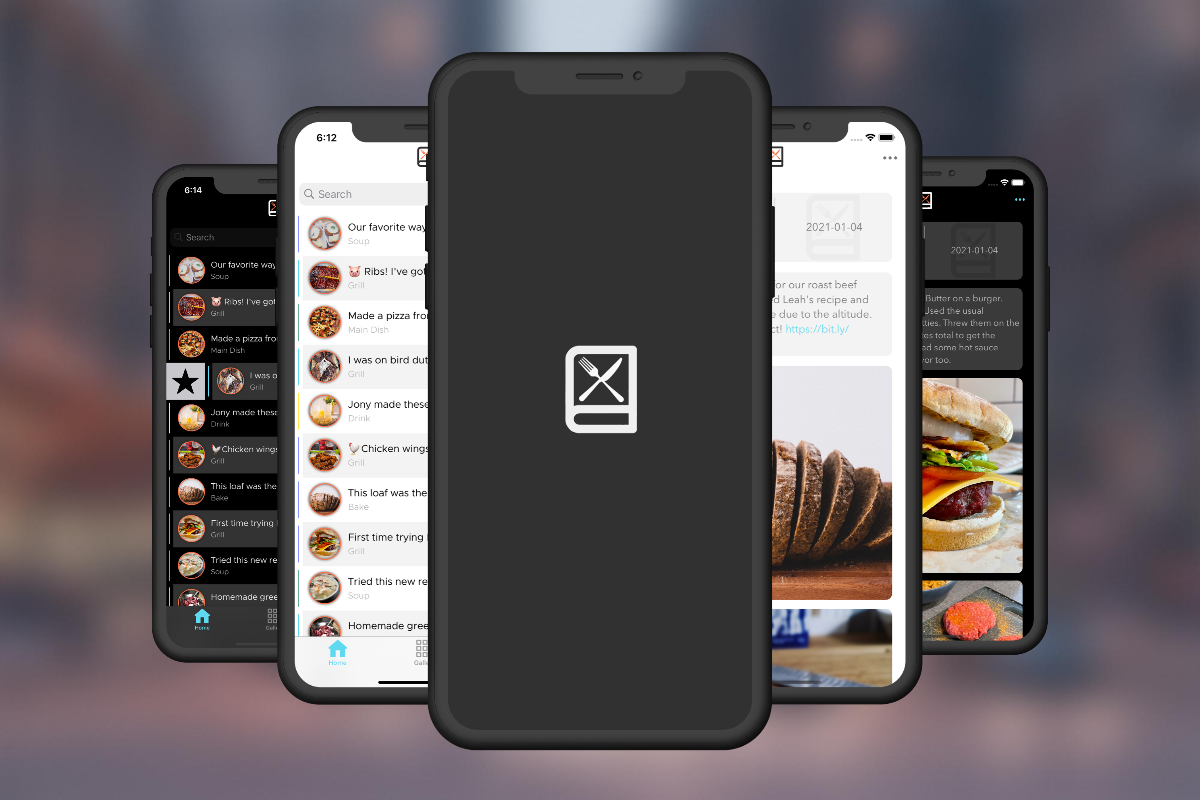 6:14
Search
Our favorite way
Soup
🐷 Ribs! I've got
Grill
Made a pizza fro
Main Dish
I was o
Grill
Jony made these
Drink
🐓Chicken wings
Grill
This loaf was the
Bake
First time trying
Grill
Tried this new re
Soup
Homemade gree
Home
Galle
6:12
Search
Our favorite way
Soup
🐷 Ribs! I've got
Grill
Made a pizza fro
Main Dish
I was on bird dut
Grill
Jony made these
Drink
🐓Chicken wings
Grill
This loaf was the
Bake
First time trying
Grill
Tried this new re
Soup
Homemade gree
Home
Galle
2021-01-04
or our roast beef
d Leah's recipe and
e due to the altitude.
ct! https://bit.ly/
2021-01-04
Butter on a burger.
Used the usual
tties. Threw them on the
es total to get the
ad some hot sauce
vor too.